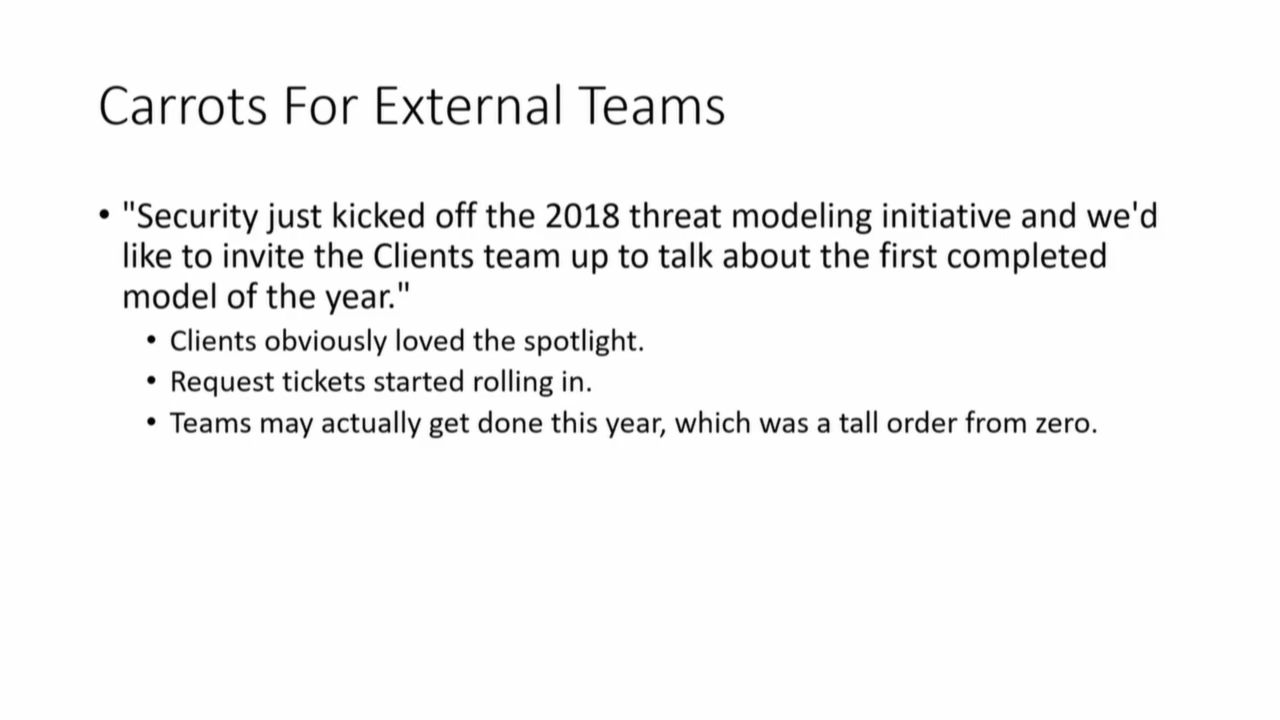 Carrots For External Teams
• "Security just kicked off the 2018 threat modeling initiative and we'd
like to invite the Clients team up to talk about the first completed
model of the year."
• Clients obviously loved the spotlight.
• Request tickets started rolling in.
• Teams may actually get done this year, which was a tall order from zero.